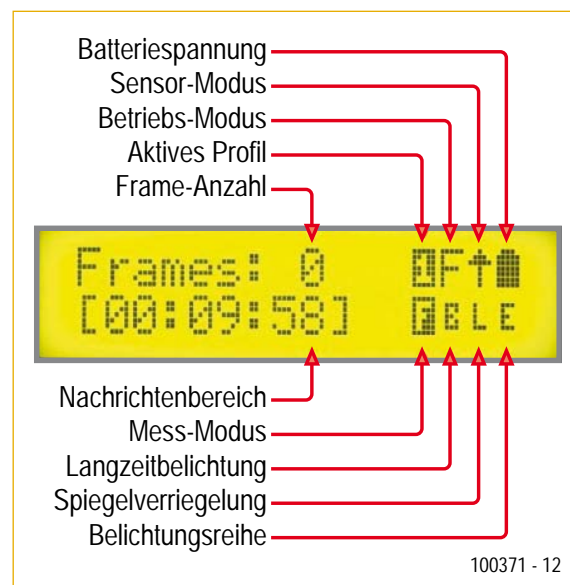 Batteriespannung
Sensor-Modus
Betriebs-Modus
Aktives Profil
Frame-Anzahl
Frames: 0 F
[00:09:58] BLE
Nachrichtenbereich
Mess-Modus
Langzeitbelichtung
Spiegelverriegelung
Belichtungsreihe
100371 - 12